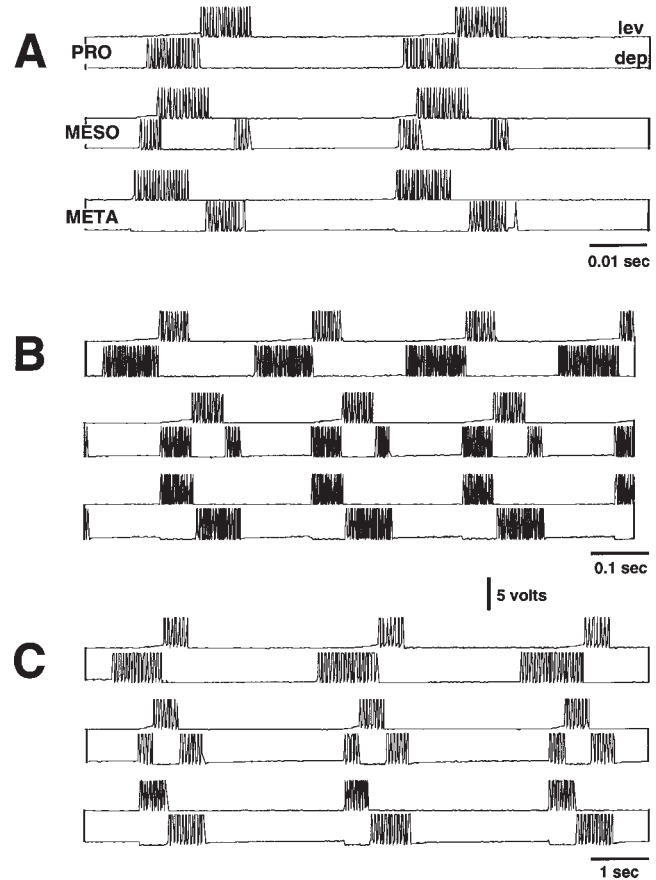 A
PRO
lev
dep
MESO
META
0.01 sec
B
0.1 sec
5 volts
C
1 sec